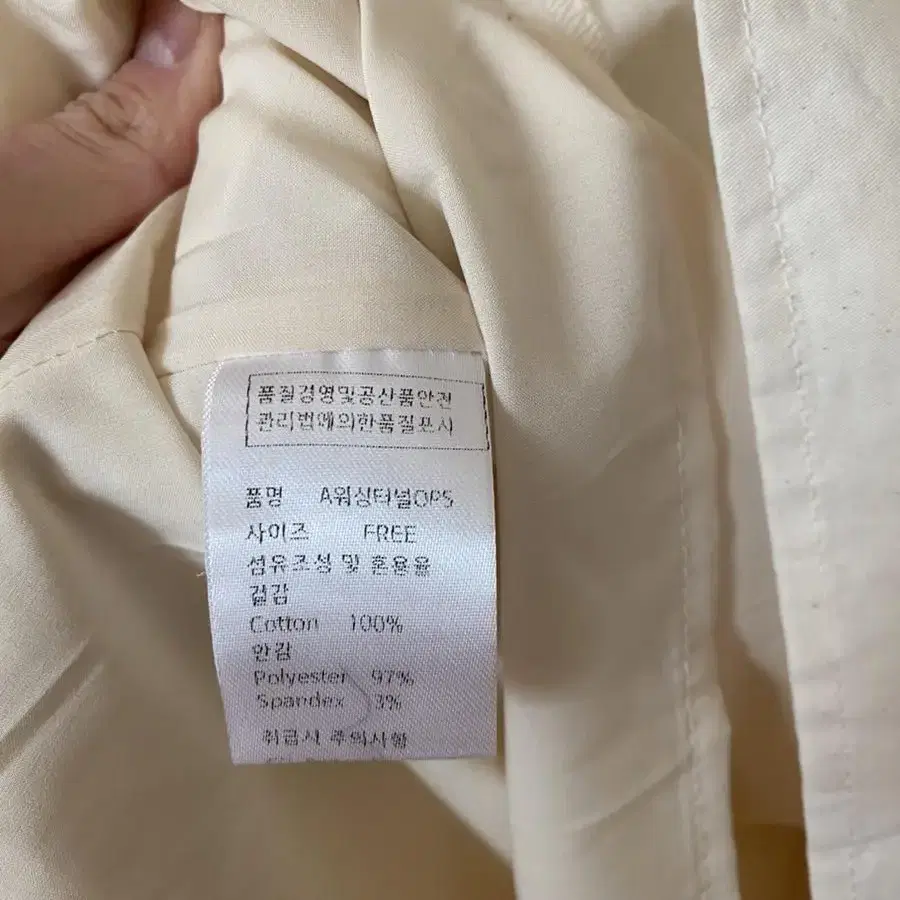 품질경영및공산품안전
관리법에의한품질표시
품명 A워싱터널OPS
사이즈 FREE
섬유조성 및 혼용율
겉감
Cotton 100%
안감
Polyester 97%
Spandex 3%
취급시 주의사항